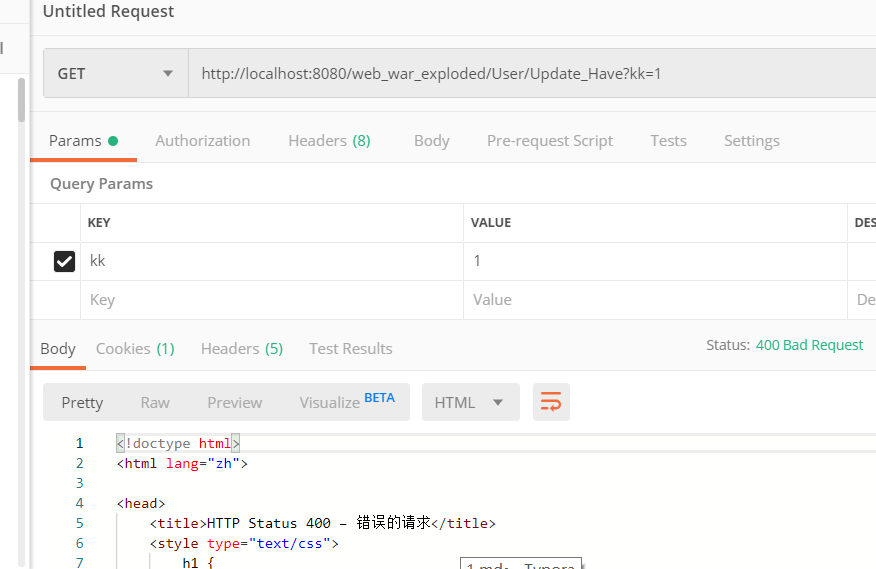 Untitled Request
GET http://localhost:8080/web_war_exploded/User/Update_Have?kk=1
Params Authorization Headers (8) Body Pre-request Script Tests Settings
Query Params
KEY VALUE DES
kk 1
Key Value De
Body Cookies (1) Headers (5) Test Results Status: 400 Bad Request
Pretty Raw Preview Visualize BETA HTML
1 <!doctype html>
2 <html lang="zh">
3
4 <head>
5 <title>HTTP Status 400 – 错误的请求</title>
6 <style type="text/css">
7 h1 {